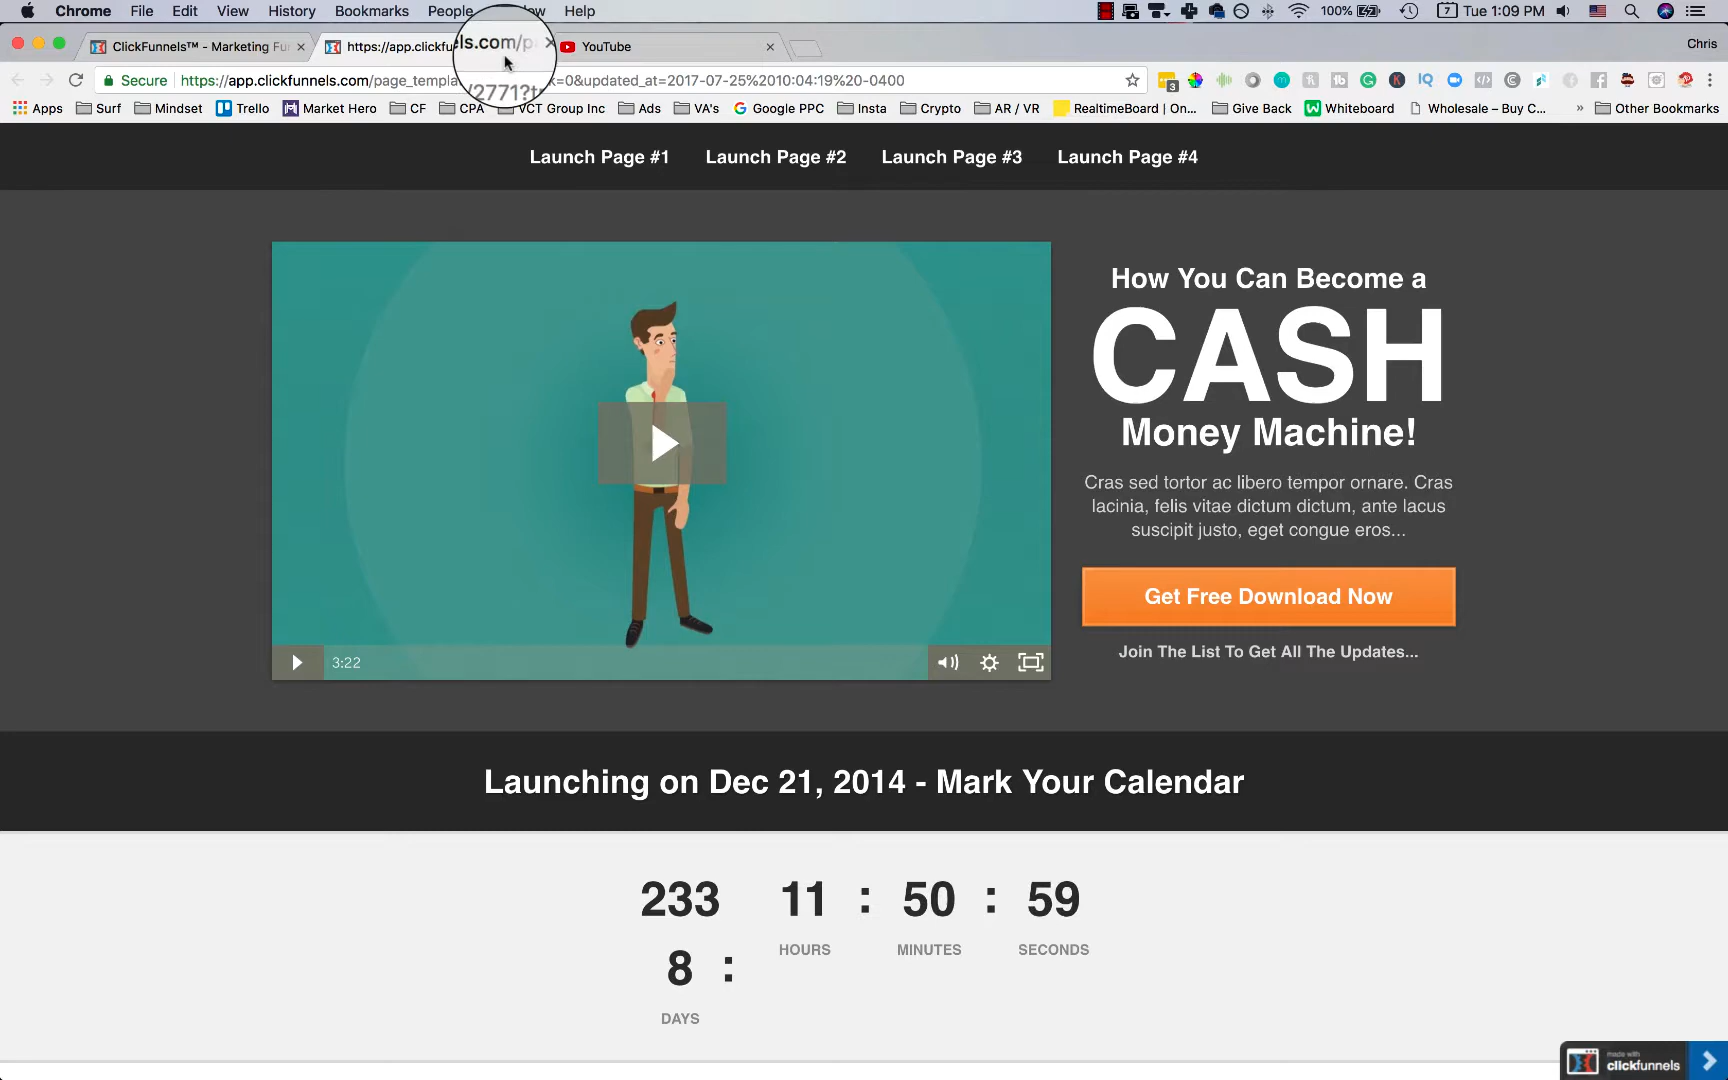 Chrome File Edit View History Bookmarks People Help 100% 7 Tue 1:09 PM
ClickFunnels™ - Marketing Fu https://app.clickfu ls.com/p YouTube Chris
Secure https://app.clickfunnels.com/page_templa /2771?t k=0&updated_at=2017-07-25%2010:04:19%20-0400 3
Apps Surf Mindset Trello Market Hero CF CPA VCT Group Inc Ads VA's Google PPC Insta Crypto AR / VR RealtimeBoard | On... Give Back Whiteboard Wholesale – Buy C... » Other Bookmarks
Launch Page #1 Launch Page #2 Launch Page #3 Launch Page #4
How You Can Become a
CASH
Money Machine!
Cras sed tortor ac libero tempor ornare. Cras
lacinia, felis vitae dictum dictum, ante lacus
suscipit justo, eget congue eros...
Get Free Download Now
Join The List To Get All The Updates...
3:22
Launching on Dec 21, 2014 - Mark Your Calendar
233 11 : 50 : 59
HOURS MINUTES SECONDS
8 :
DAYS
made with
clickfunnels